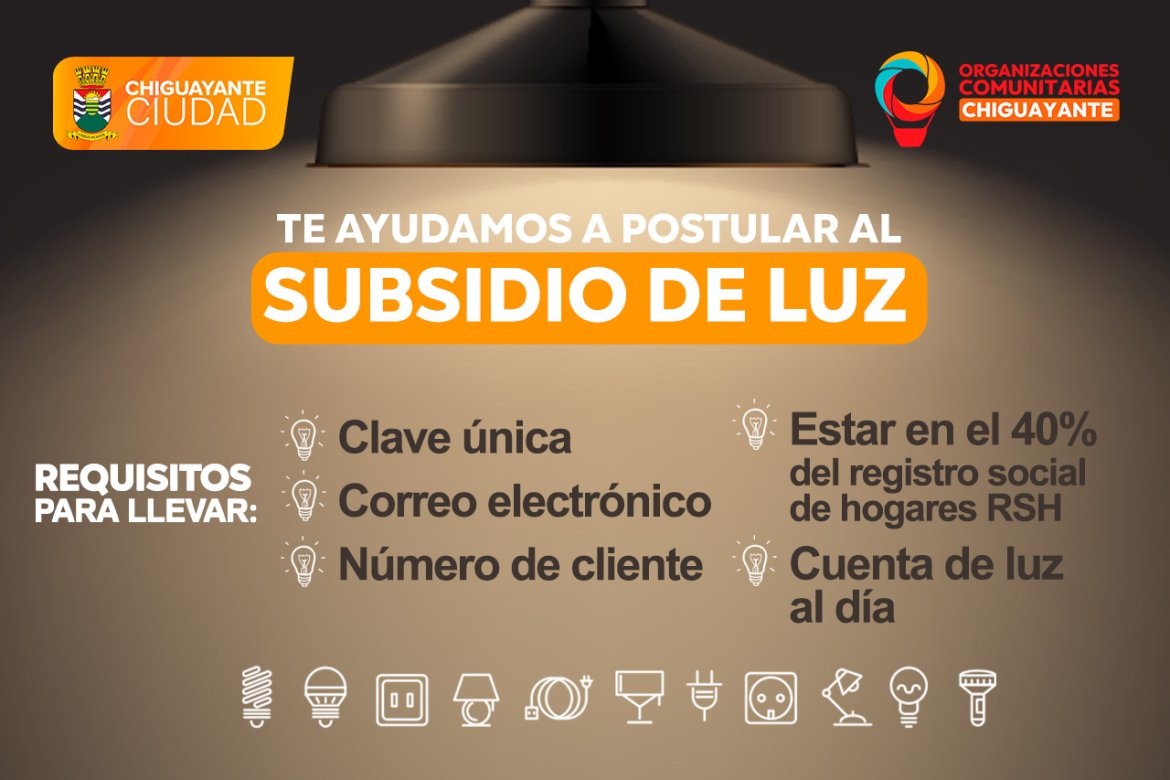 CHIGUAYANTE
CIUDAD
ORGANIZACIONES
COMUNITARIAS
CHIGUAYANTE
TE AYUDAMOS A POSTULAR AL
SUBSIDIO DE LUZ
REQUISITOS
PARA LLEVAR:
Clave única
Correo electrónico
Número de cliente
Estar en el 40%
del registro social
de hogares RSH
Cuenta de luz
al día